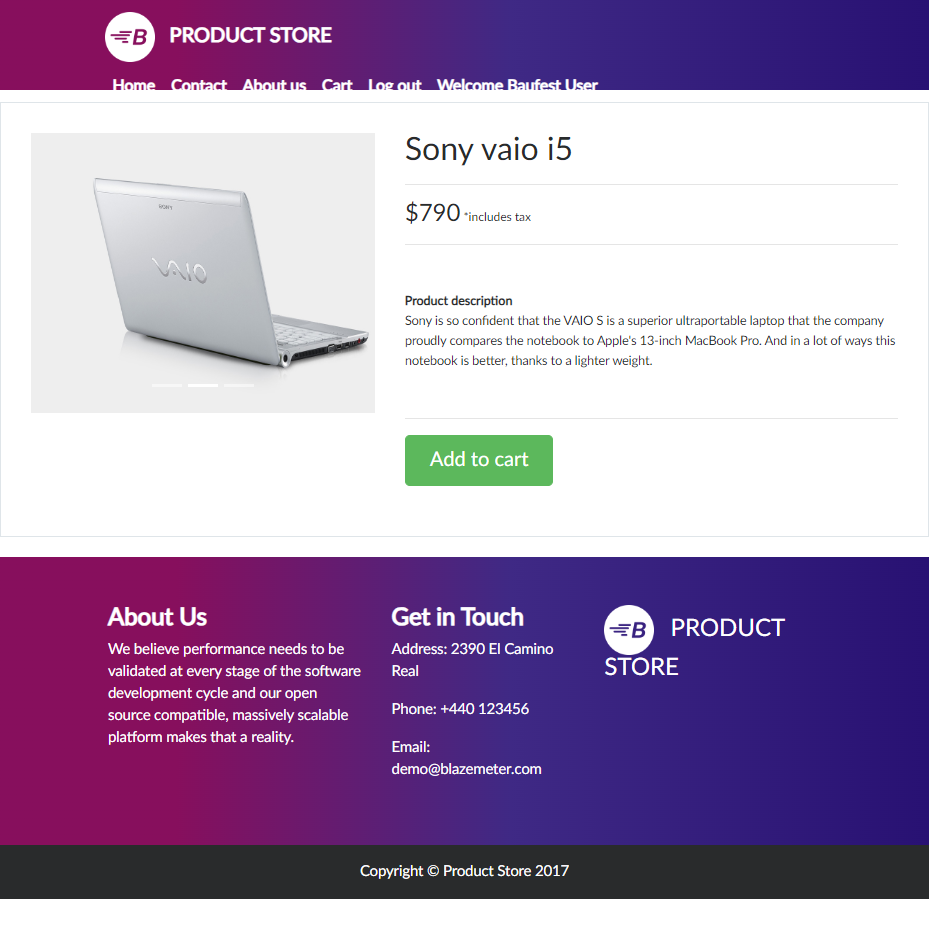 B PRODUCT STORE
Home Contact About us Cart Log out Welcome Baufest User
SONY
VAIO
Sony vaio i5
$790 *includes tax
Product description
Sony is so confident that the VAIO S is a superior ultraportable laptop that the company
proudly compares the notebook to Apple's 13-inch MacBook Pro. And in a lot of ways this
notebook is better, thanks to a lighter weight.
Add to cart
About Us
We believe performance needs to be
validated at every stage of the software
development cycle and our open
source compatible, massively scalable
platform makes that a reality.
Get in Touch
Address: 2390 El Camino
Real
Phone: +440 123456
Email:
demo@blazemeter.com
B PRODUCT
STORE
Copyright © Product Store 2017